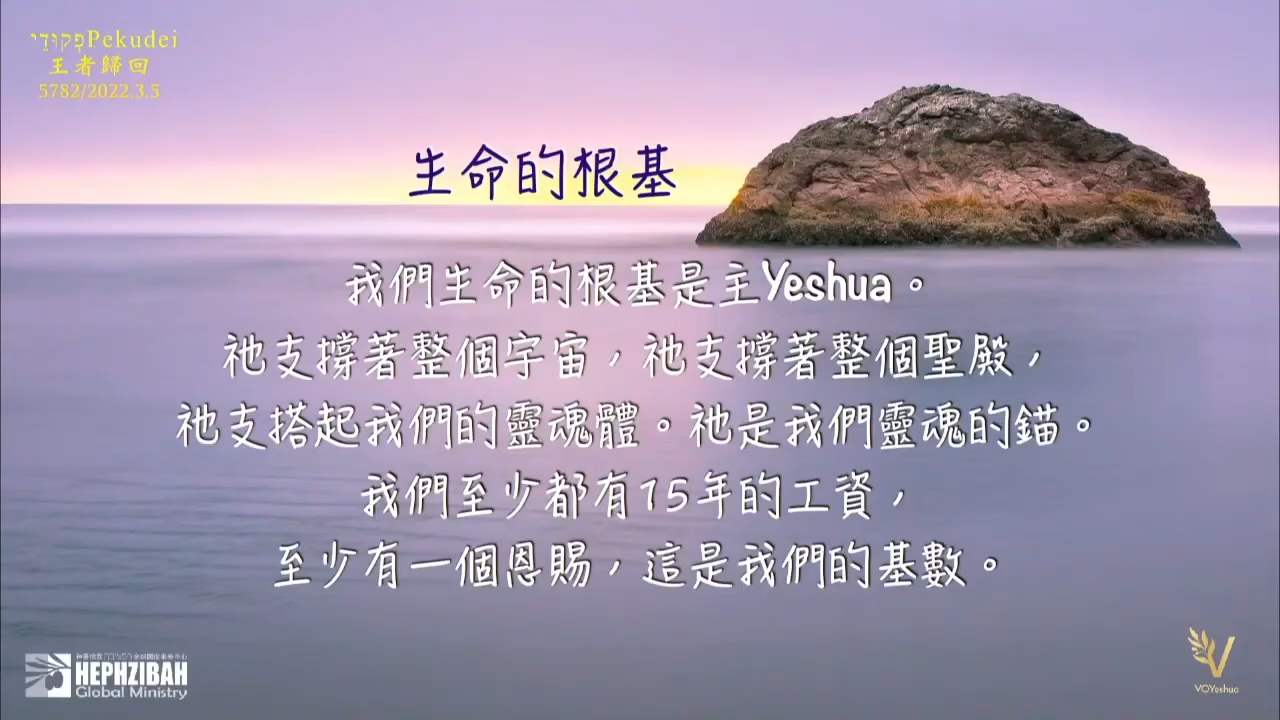 פְקוּדֵי Pekudei
王者歸回
5782/2022.3.5
生命的根基
我們生命的根基是主Yeshua。
祂支撐著整個宇宙，祂支撐著整個聖殿，
祂支搭起我們的靈魂體。祂是我們靈魂的錨。
我們至少都有15年的工資，
至少有一個恩賜，這是我們的基數。
HEPHZIBAH
Global Ministry
VOYeshua